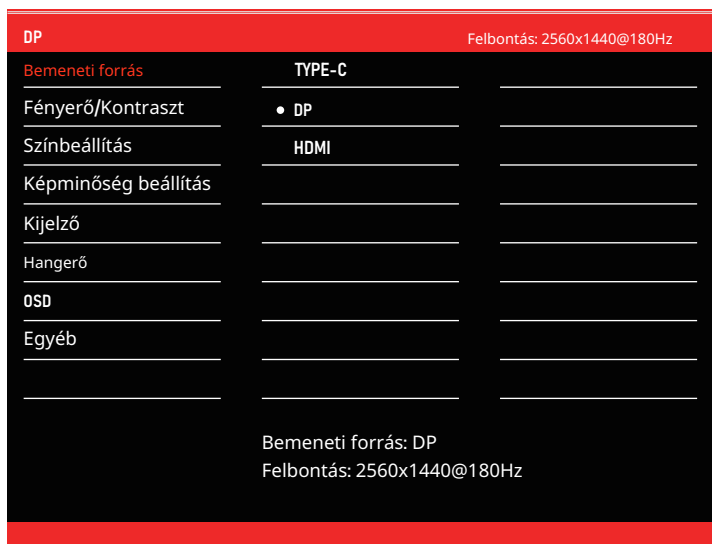 DP
Felbontás: 2560x1440@180Hz
Bemeneti forrás
TYPE-C
Fényerő/Kontraszt
DP
Színbeállítás
HDMI
Képminőség beállítás
Kijelző
Hangerő
OSD
Egyéb
Bemeneti forrás: DP
Felbontás: 2560x1440@180Hz